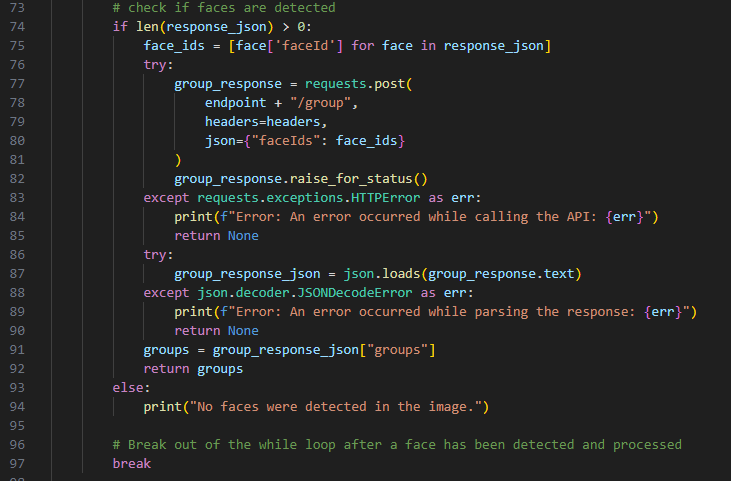 73 # check if faces are detected
74 if len(response_json) > 0:
75 face_ids = [face['faceId'] for face in response_json]
76 try:
77 group_response = requests.post(
78 endpoint + "/group",
79 headers=headers,
80 json={"faceIds": face_ids}
81 )
82 group_response.raise_for_status()
83 except requests.exceptions.HTTPError as err:
84 print(f"Error: An error occurred while calling the API: {err}")
85 return None
86 try:
87 group_response_json = json.loads(group_response.text)
88 except json.decoder.JSONDecodeError as err:
89 print(f"Error: An error occurred while parsing the response: {err}")
90 return None
91 groups = group_response_json["groups"]
92 return groups
93 else:
94 print("No faces were detected in the image.")
95
96 # Break out of the while loop after a face has been detected and processed
97 break